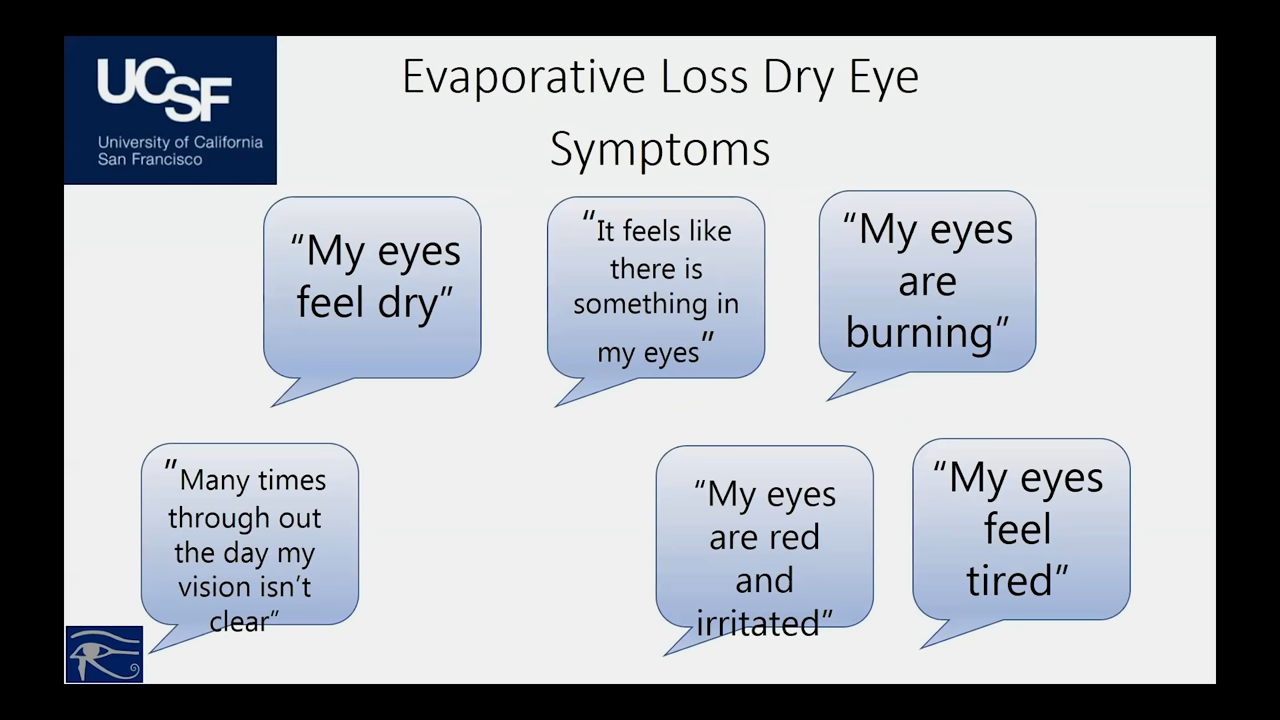 UCSF
University of California
San Francisco
Evaporative Loss Dry Eye
Symptoms
“My eyes
feel dry”
“It feels like
there is
something in
my eyes”
“My eyes
are
burning”
”Many times
through out
the day my
vision isn’t
clear”
“My eyes
are red
and
irritated”
“My eyes
feel
tired”